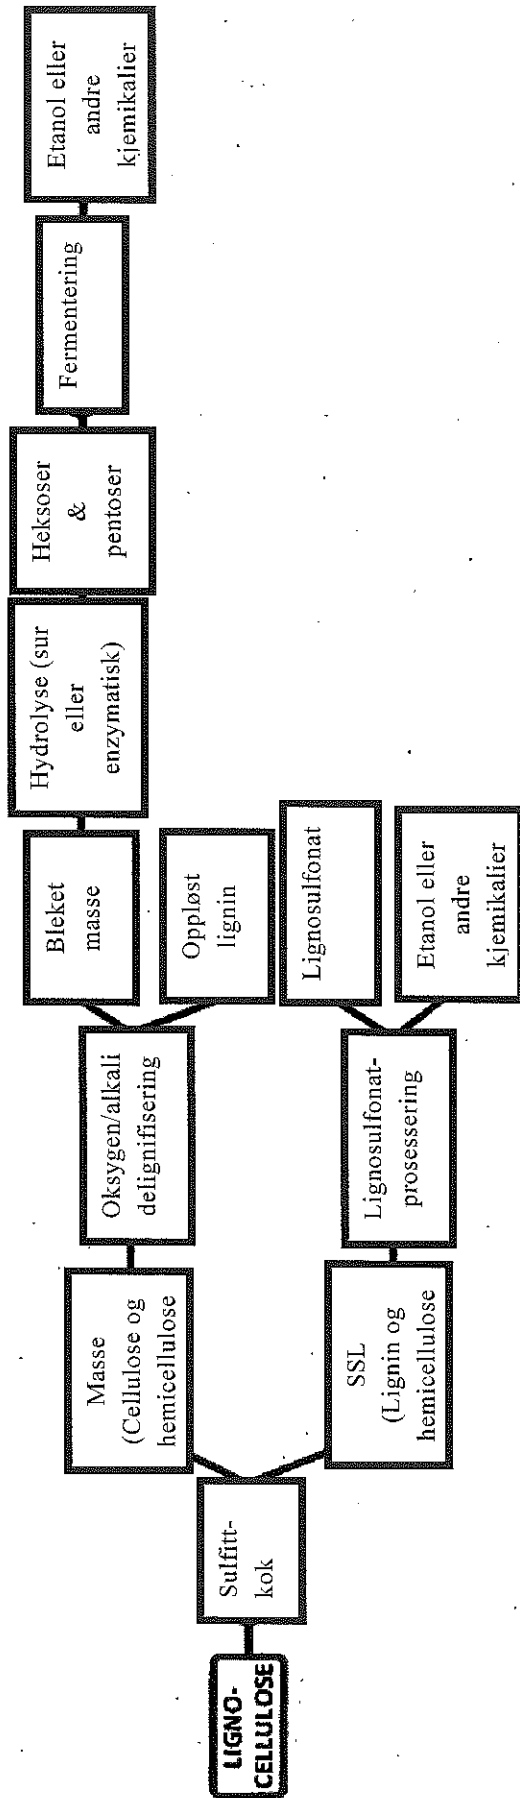 LIGNO-
CELLULOSE
Sulfitt-
kok
Masse
(Cellulose og
hemicellulose
Oksygen/alkali
delignifisering
Bleket
masse
Hydrolyse (sur
eller
enzymatisk)
Heksoser
&
pentoser
Fermentering
Etanol eller
andre
kjemikalier
Oppløst
lignin
SSL
(Lignin og
hemicellulose
Lignosulfonat-
prosessering
Lignosulfonat
Etanol eller
andre
kjemikalier